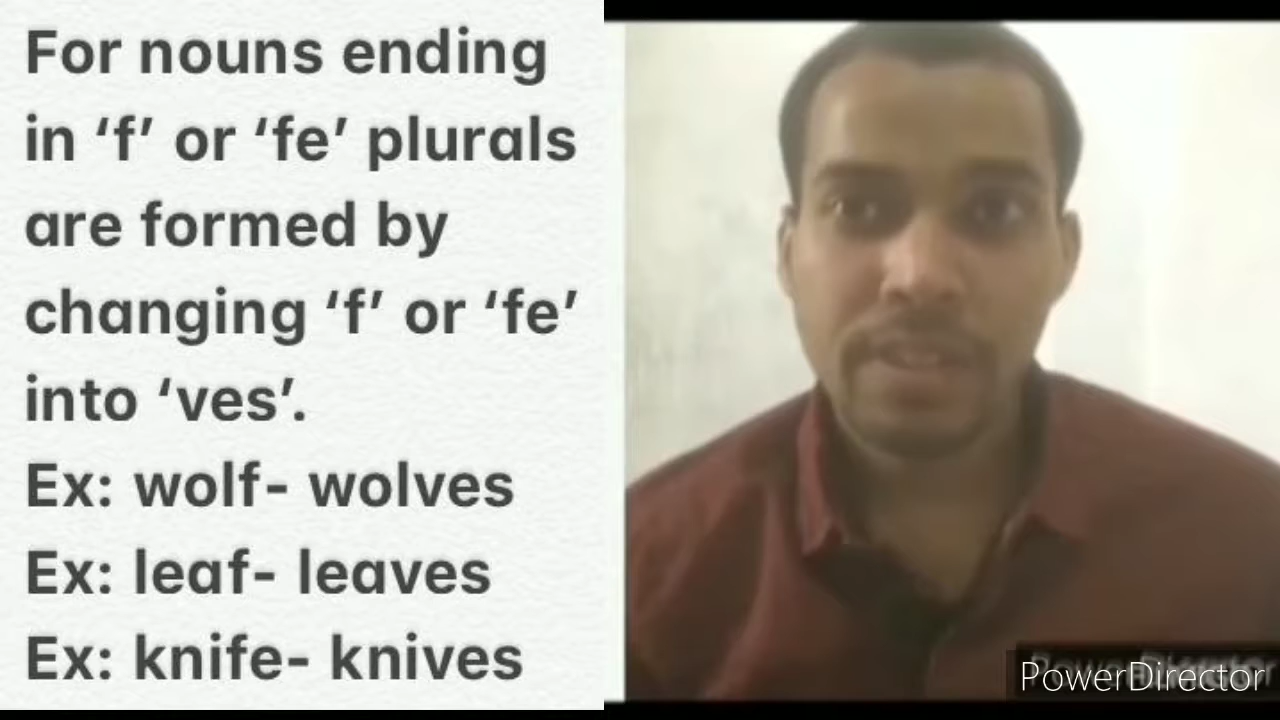 For nouns ending
in ‘f’ or ‘fe’ plurals
are formed by
changing ‘f’ or ‘fe’
into ‘ves’.
Ex: wolf- wolves
Ex: leaf- leaves
Ex: knife- knives
PowerDirector